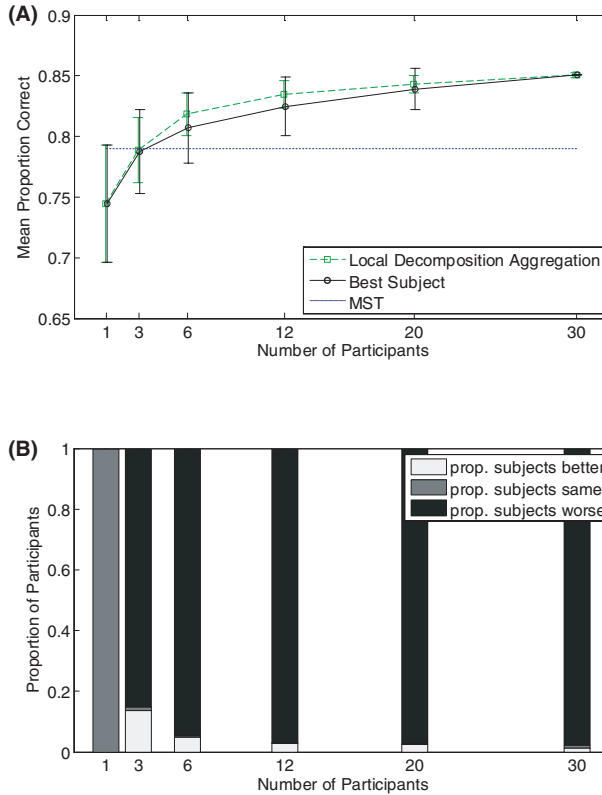 (A)
0.9
0.85
0.8
0.75
0.7
0.65
Mean Proportion Correct
Local Decomposition Aggregation
Best Subject
MST
1 3 6 12 20 30
Number of Participants
(B)
1
0.8
0.6
0.4
0.2
0
Proportion of Participants
prop. subjects better
prop. subjects same
prop. subjects worse
1 3 6 12 20 30
Number of Participants